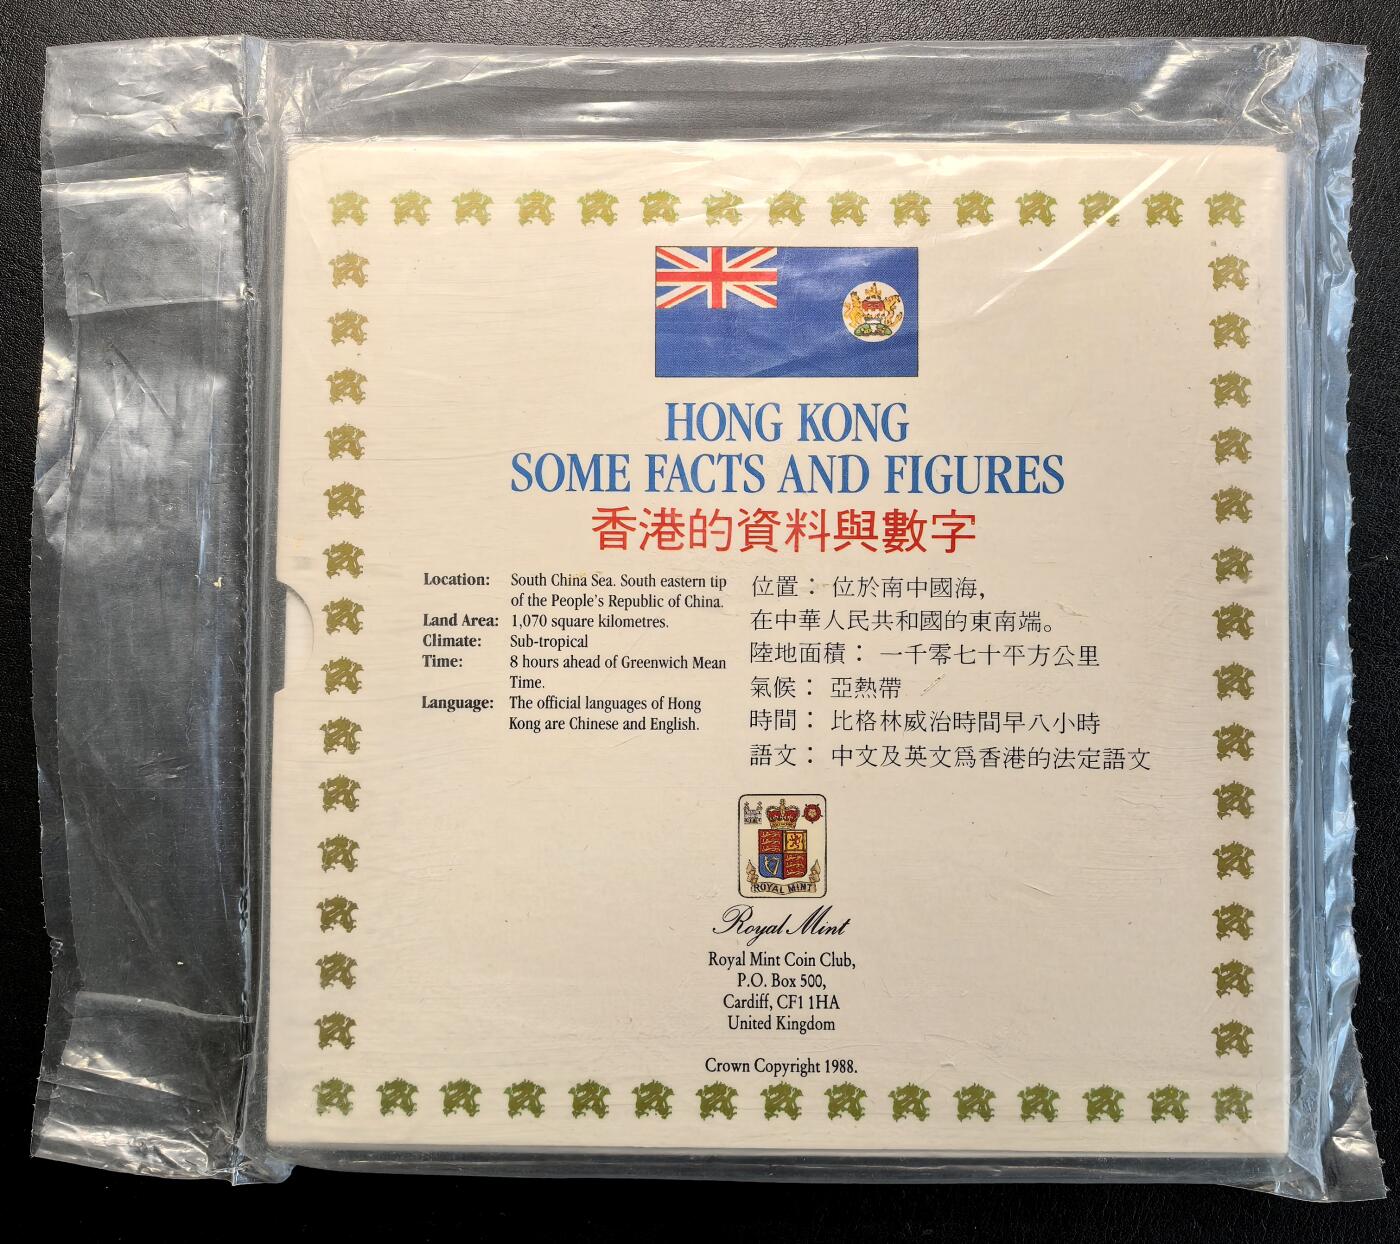 HONG KONG
SOME FACTS AND FIGURES
香港的資料與數字
Location: South China Sea. South eastern tip
of the People's Republic of China.
Land Area: 1,070 square kilometres.
Climate: Sub-tropical
Time: 8 hours ahead of Greenwich Mean
Time.
Language: The official languages of Hong
Kong are Chinese and English.
位置：位於南中國海,
在中華人民共和國的東南端。
陸地面積：一千零七十平方公里
氣候：亞熱帶
時間：比格林威治時間早八小時
語文：中文及英文爲香港的法定語文
ROYAL MINT
Royal Mint
Royal Mint Coin Club,
P.O. Box 500,
Cardiff, CF1 1HA
United Kingdom
Crown Copyright 1988.